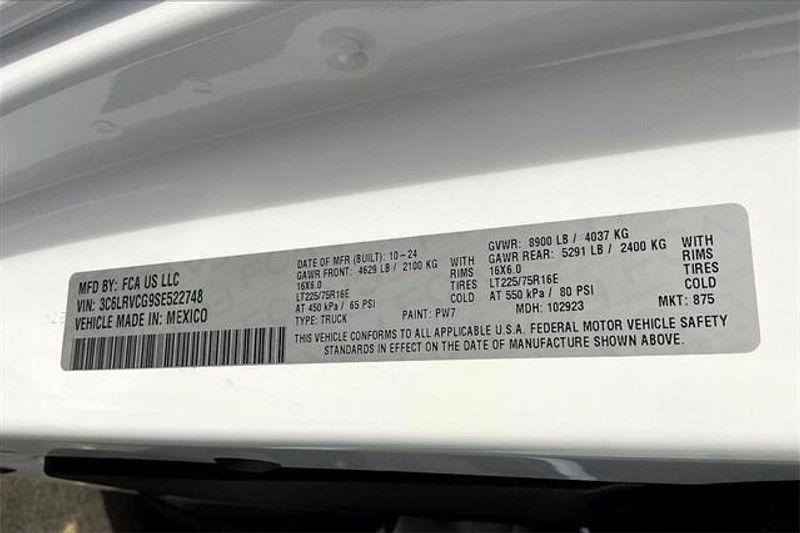 MFD BY: FCA US LLC
VIN: 3C6LRVCG9SE522748
VEHICLE MADE IN: MEXICO
DATE OF MFR (BUILT): 10-24
GAWR FRONT: 4629 LB / 2100 KG WITH
16X6.0 RIMS
LT225/75R16E TIRES
AT 450 kPa/ 65 PSI COLD
TYPE: TRUCK PAINT: PW7
GVWR: 8900 LB / 4037 KG
GAWR REAR: 5291 LB / 2400 KG WITH
16X6.0 RIMS
LT225/75R16E TIRES
AT 550 kPa / 80 PSI COLD
MDH: 102923 MKT: 875
THIS VEHICLE CONFORMS TO ALL APPLICABLE U.S.A. FEDERAL MOTOR VEHICLE SAFETY
STANDARDS IN EFFECT ON THE DATE OF MANUFACTURE SHOWN ABOVE.